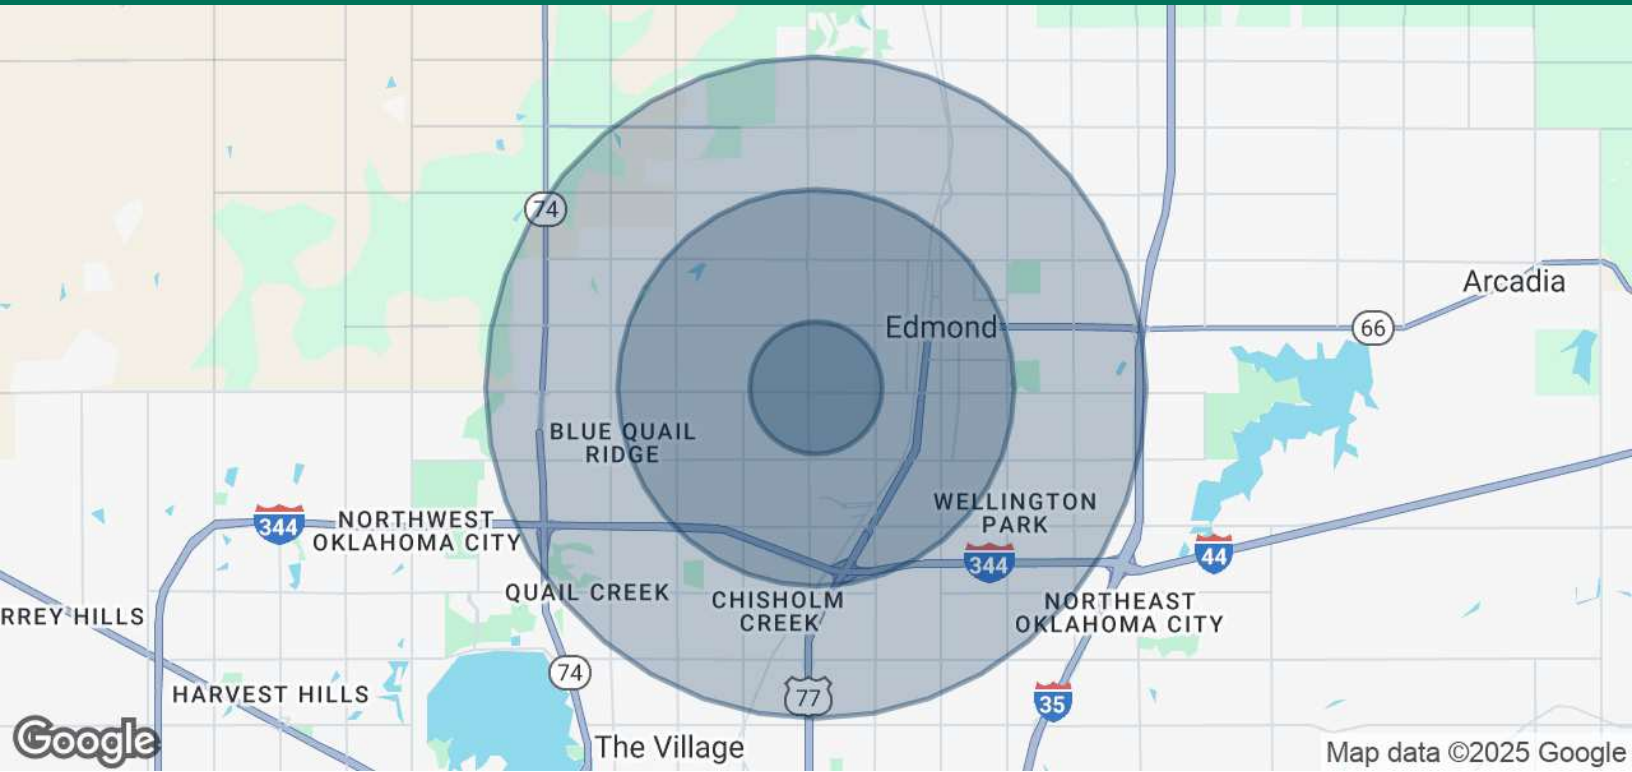 74
Edmond
Arcadia
66
BLUE QUAIL
RIDGE
WELLINGTON
PARK
344
NORTHWEST
OKLAHOMA CITY
344
44
QUAIL CREEK
CHISHOLM
CREEK
NORTHEAST
OKLAHOMA CITY
RREY HILLS
74
HARVEST HILLS
77
35
Google
The Village
Map data ©2025 Google